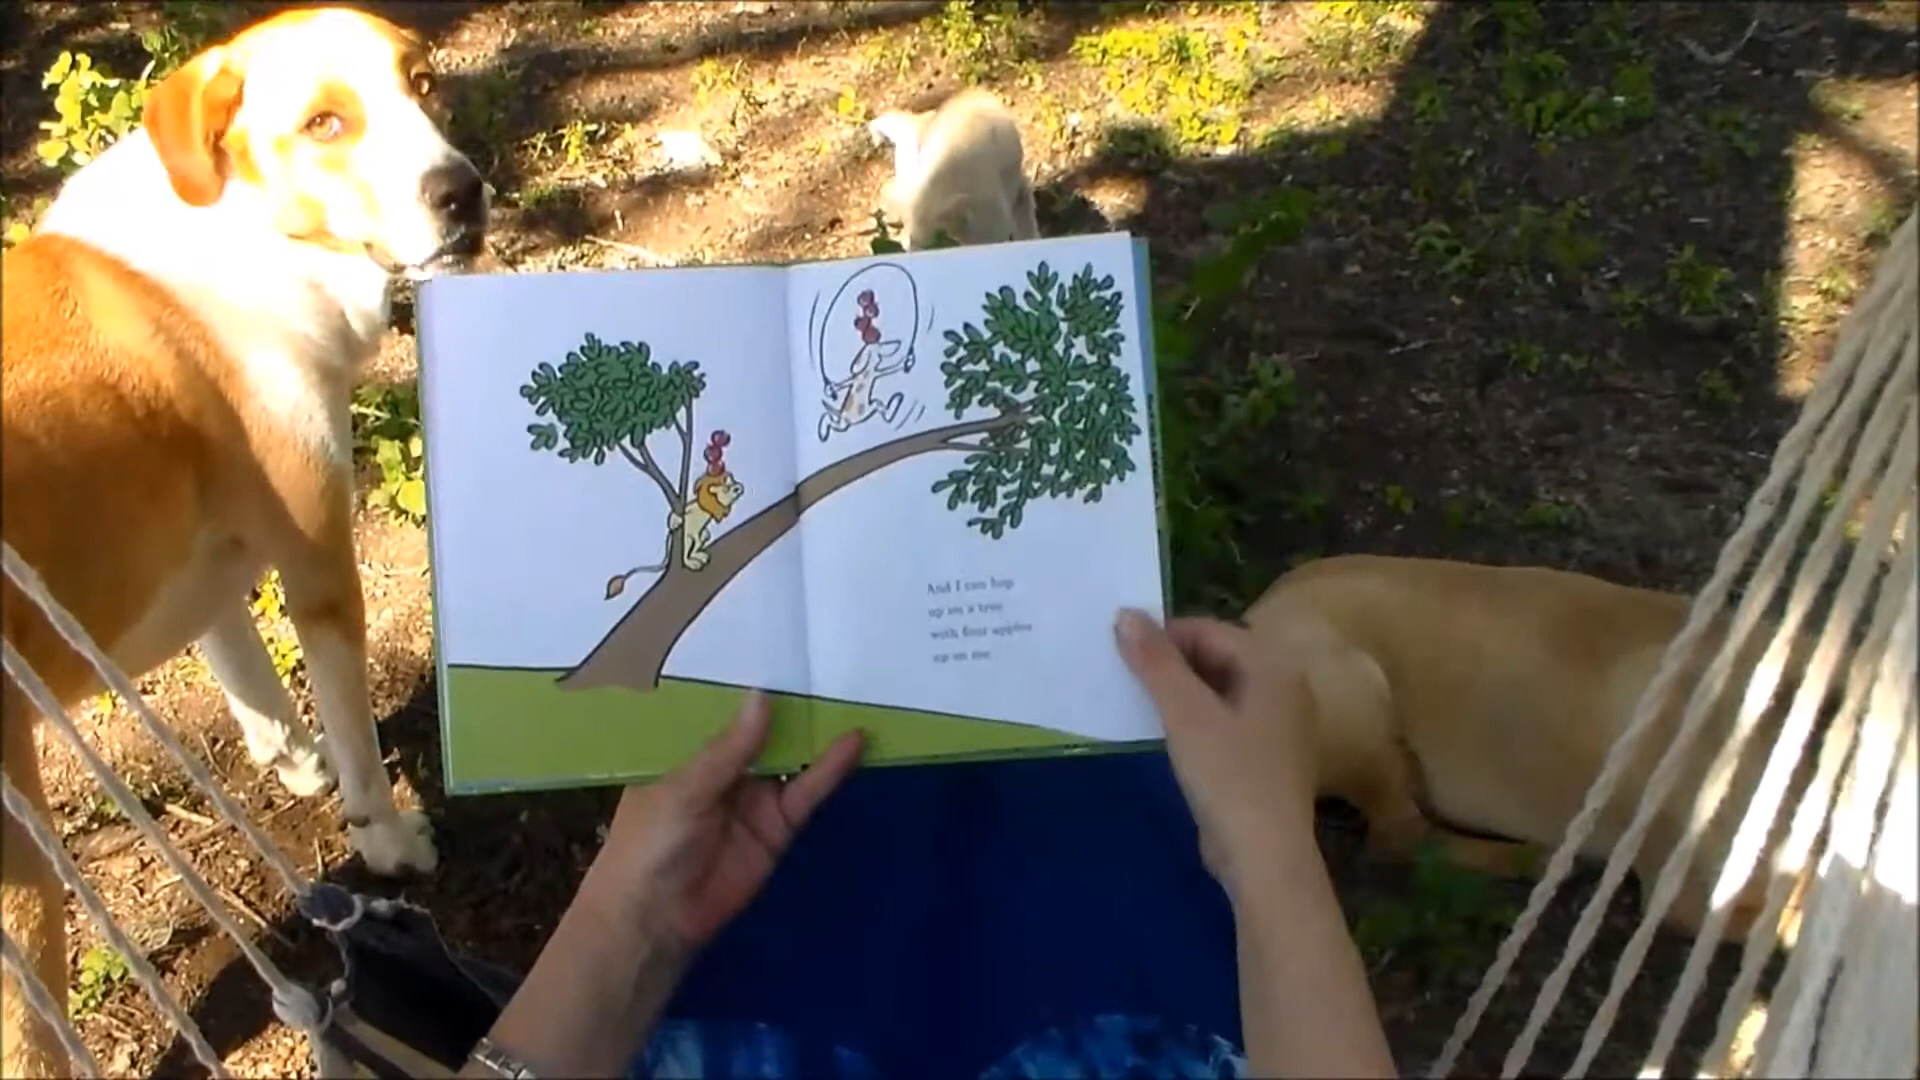 And I can hop
up on a tree
with four apples
up on me.